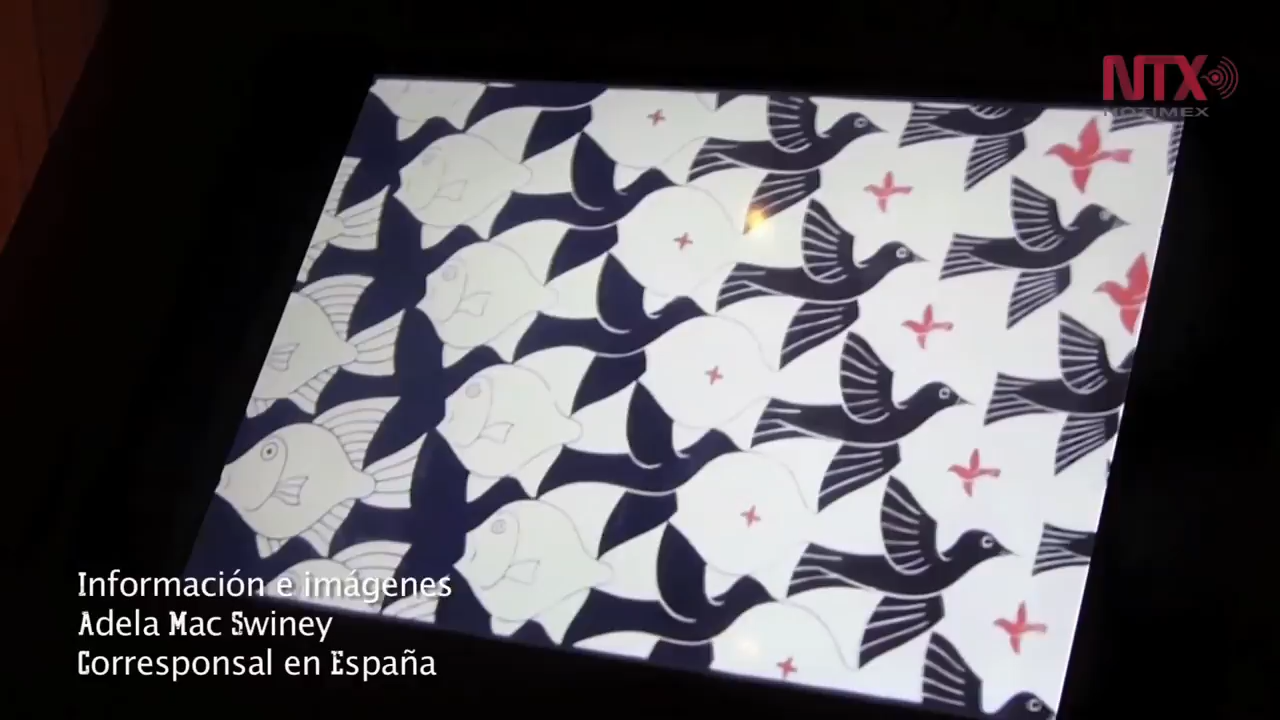 NTX
NOTIMEX
Información e imágenes
Adela Mac Swiney
Corresponsal en España